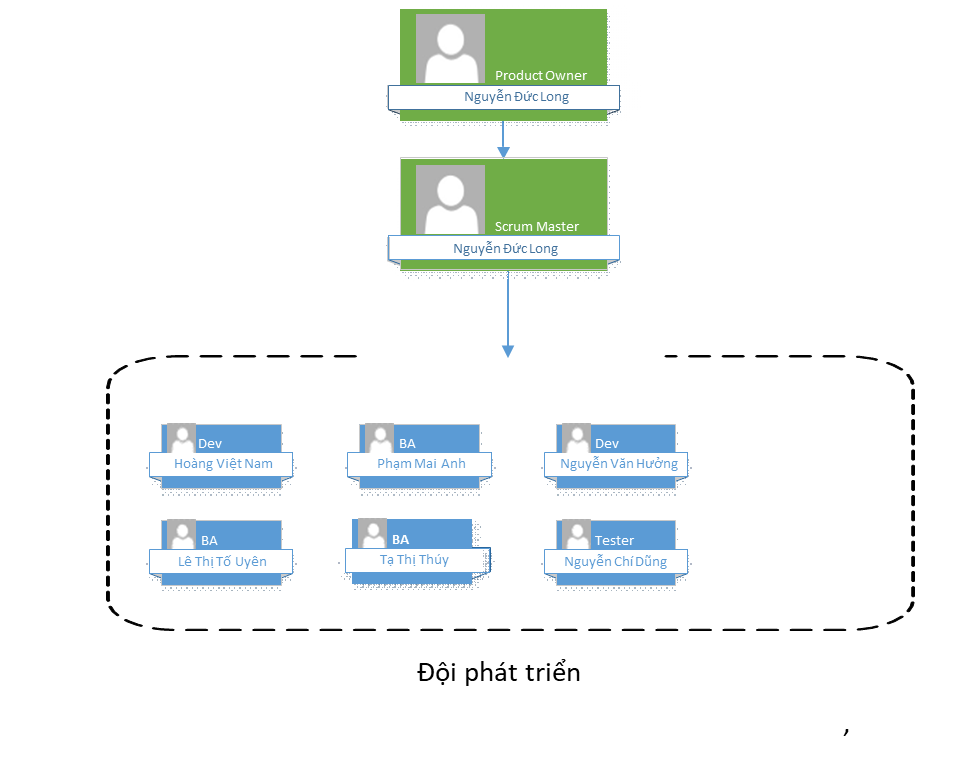 Product Owner
Nguyễn Đức Long
Scrum Master
Nguyễn Đức Long
Dev
Hoàng Việt Nam
BA
Phạm Mai Anh
Dev
Nguyễn Văn Hưởng
BA
Lê Thị Tố Uyên
BA
Tạ Thị Thúy
Tester
Nguyễn Chí Dũng
Đội phát triển
,